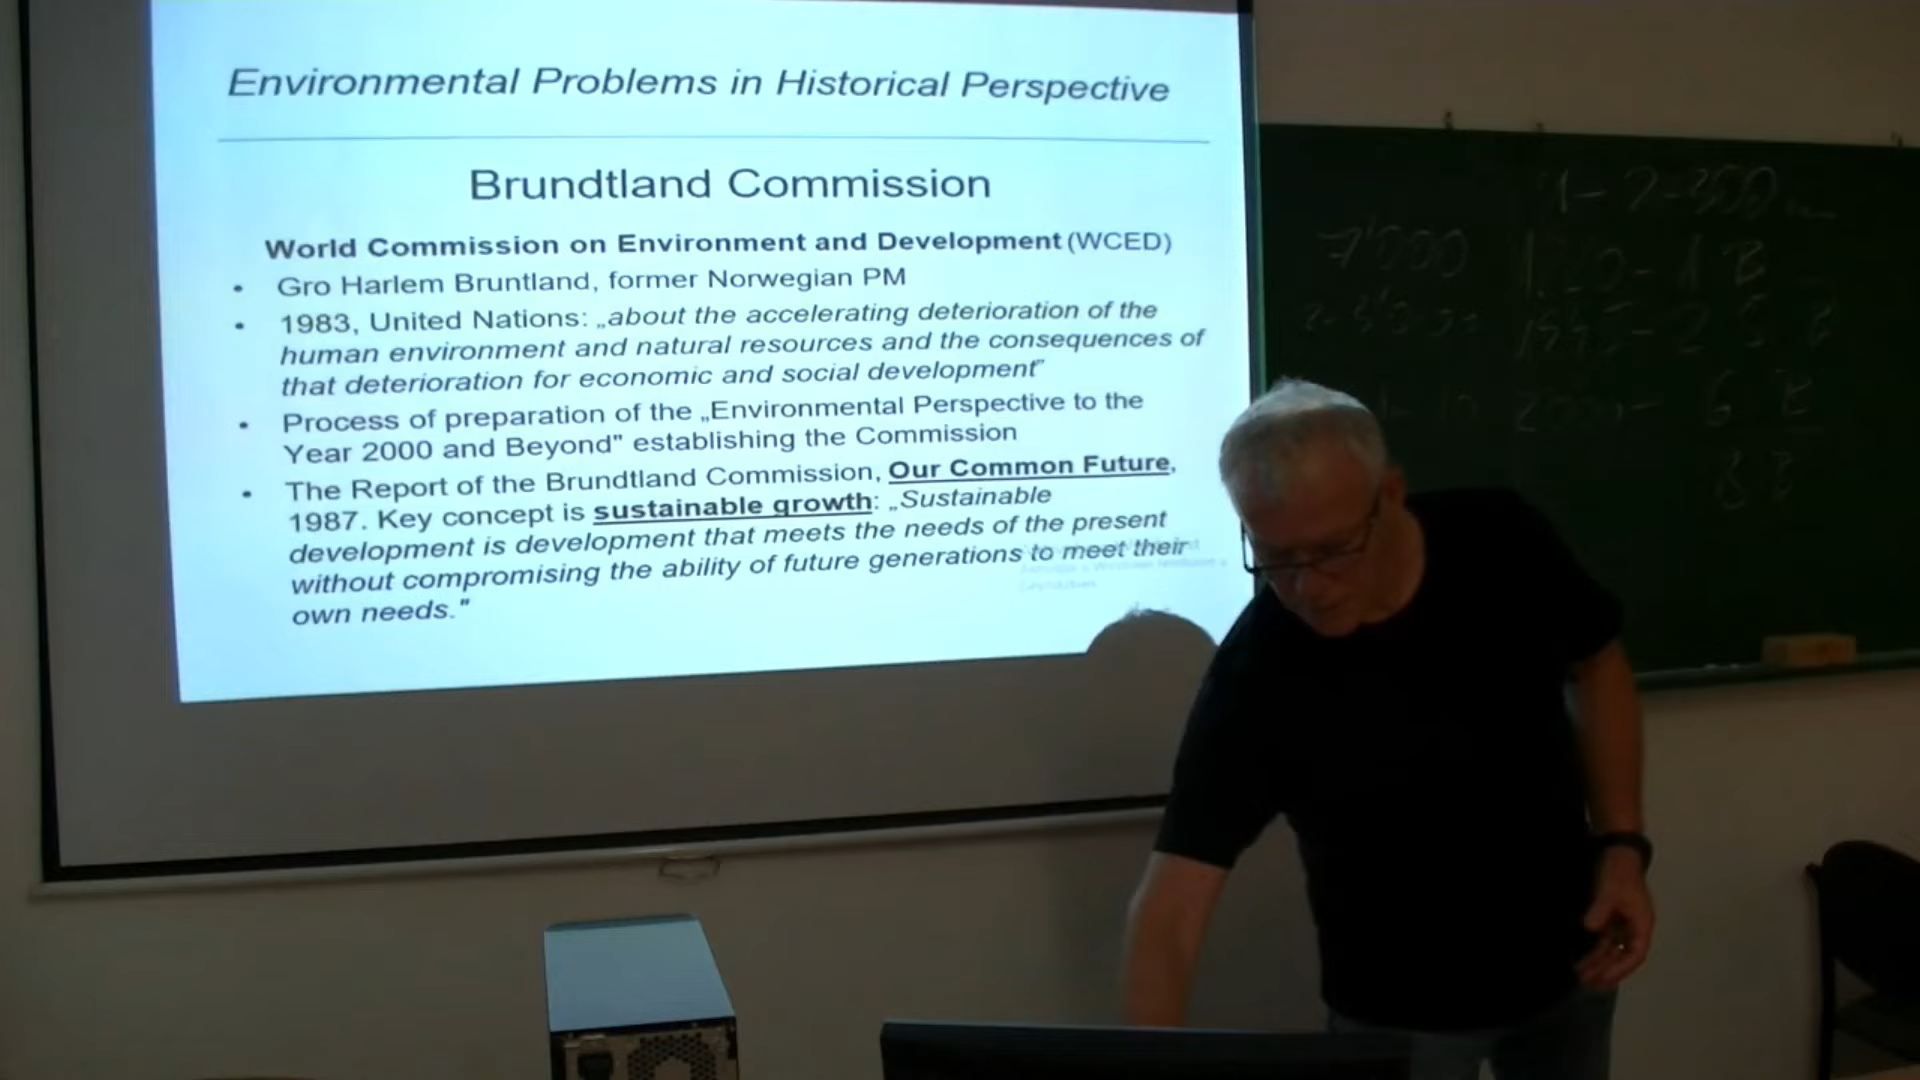 Environmental Problems in Historical Perspective
Brundtland Commission
World Commission on Environment and Development (WCED)
• Gro Harlem Bruntland, former Norwegian PM
• 1983, United Nations: „about the accelerating deterioration of the
human environment and natural resources and the consequences of
that deterioration for economic and social development”
• Process of preparation of the „Environmental Perspective to the
Year 2000 and Beyond" establishing the Commission
• The Report of the Brundtland Commission, Our Common Future,
1987. Key concept is sustainable growth: „Sustainable
development is development that meets the needs of the present
without compromising the ability of future generations to meet their
own needs."